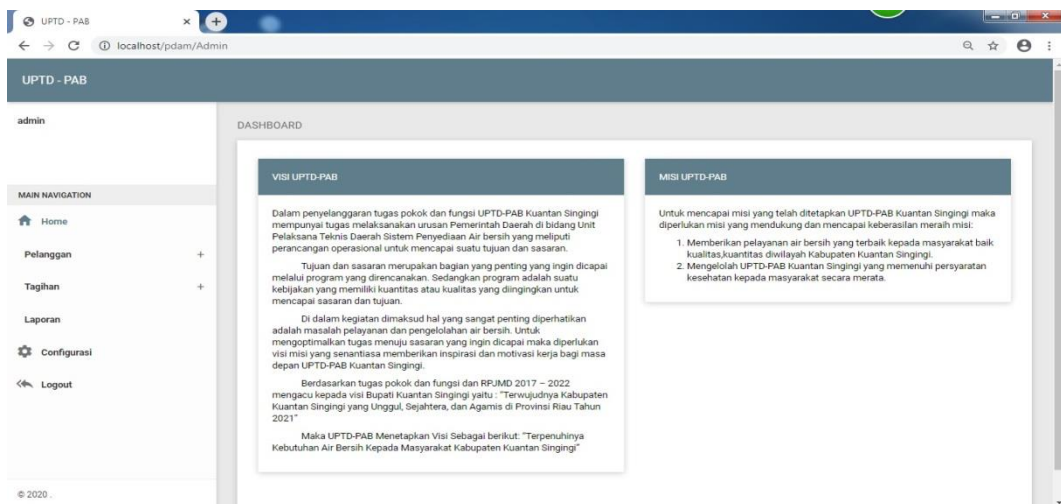 UPTD - PAB
localhost/pdam/Admin
UPTD - PAB
admin
MAIN NAVIGATION
Home
Pelanggan +
Tagihan +
Laporan
Configurasi
Logout
© 2020 .
DASHBOARD
VISI UPTD-PAB
Dalam penyelanggaran tugas pokok dan fungsi UPTD-PAB Kuantan Singingi
mempunyai tugas melaksanakan urusan Pemerintah Daerah di bidang Unit
Pelaksana Teknis Daerah Sistem Penyediaan Air bersih yang meliputi
perancangan operasional untuk mencapai suatu tujuan dan sasaran.
Tujuan dan sasaran merupakan bagian yang penting yang ingin dicapai
melalui program yang direncanakan. Sedangkan program adalah suatu
kebijakan yang memiliki kuantitas atau kualitas yang diingingkan untuk
mencapai sasaran dan tujuan.
Di dalam kegiatan dimaksud hal yang sangat penting diperhatikan
adalah masalah pelayanan dan pengelolahan air bersih. Untuk
mengoptimalkan tugas menuju sasaran yang ingin dicapai maka diperlukan
visi misi yang senantiasa memberikan inspirasi dan motivasi kerja bagi masa
depan UPTD-PAB Kuantan Singingi.
Berdasarkan tugas pokok dan fungsi dan RPJMD 2017 – 2022
mengacu kepada visi Bupati Kuantan Singingi yaitu : "Terwujudnya Kabupaten
Kuantan Singingi yang Unggul, Sejahtera, dan Agamis di Provinsi Riau Tahun
2021"
Maka UPTD-PAB Menetapkan Visi Sebagai berikut: "Terpenuhinya
Kebutuhan Air Bersih Kepada Masyarakat Kabupaten Kuantan Singingi"
MISI UPTD-PAB
Untuk mencapai misi yang telah ditetapkan UPTD-PAB Kuantan Singingi maka
diperlukan misi yang mendukung dan mencapai keberasilan meraih misi:
1. Memberikan pelayanan air bersih yang terbaik kepada masyarakat baik
kualitas,kuantitas diwilayah Kabupaten Kuantan Singingi.
2. Mengelolah UPTD-PAB Kuantan Singingi yang memenuhi persyaratan
kesehatan kepada masyarakat secara merata.